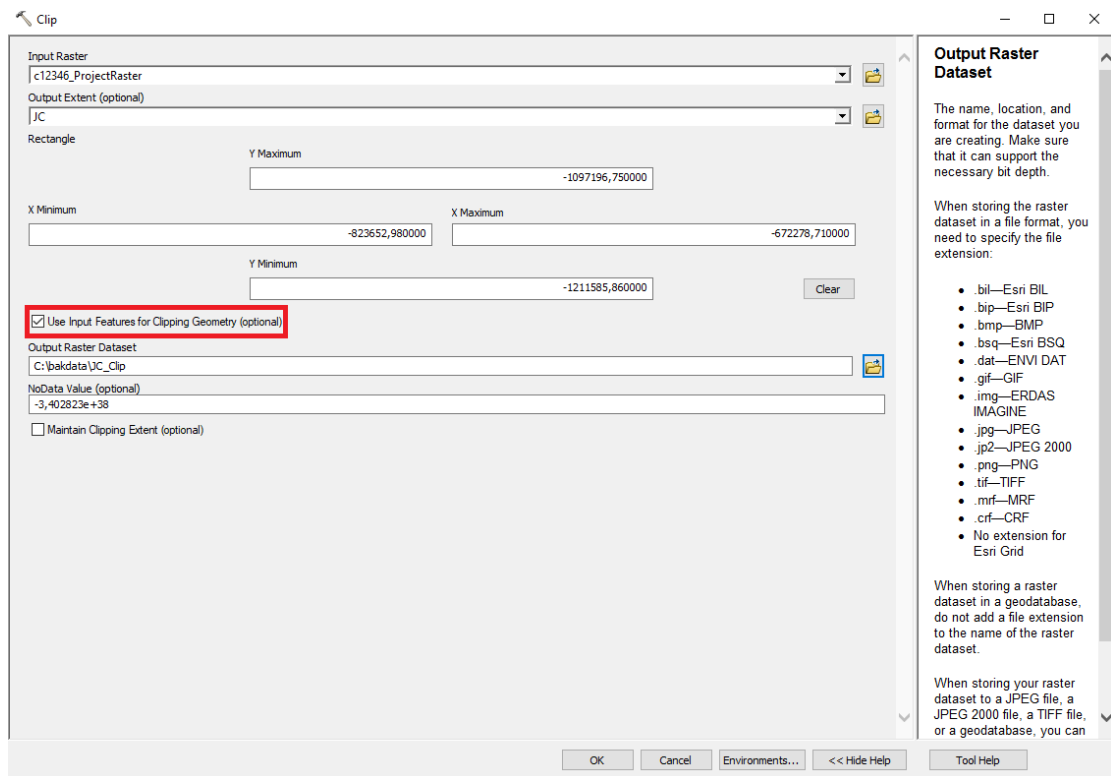 Clip
Input Raster
c12346_ProjectRaster
Output Extent (optional)
JC
Rectangle
Y Maximum
-1097196,750000
X Minimum
X Maximum
-823652,980000
-672278,710000
Y Minimum
-1211585,860000
Clear
Use Input Features for Clipping Geometry (optional)
Output Raster Dataset
C:\bakdata\JC_Clip
NoData Value (optional)
-3,402823e+38
Maintain Clipping Extent (optional)
OK
Cancel
Environments...
<< Hide Help
Tool Help
Output Raster
Dataset
The name, location, and
format for the dataset you
are creating. Make sure
that it can support the
necessary bit depth.
When storing the raster
dataset in a file format, you
need to specify the file
extension:
• .bil—Esri BIL
• .bip—Esri BIP
• .bmp—BMP
• .bsq—Esri BSQ
• .dat—ENVI DAT
• .gif—GIF
• .img—ERDAS
IMAGINE
• .jpg—JPEG
• .jp2—JPEG 2000
• .png—PNG
• .tif—TIFF
• .mrf—MRF
• .crf—CRF
• No extension for
Esri Grid
When storing a raster
dataset in a geodatabase,
do not add a file extension
to the name of the raster
dataset.
When storing your raster
dataset to a JPEG file, a
JPEG 2000 file, a TIFF file,
or a geodatabase, you can